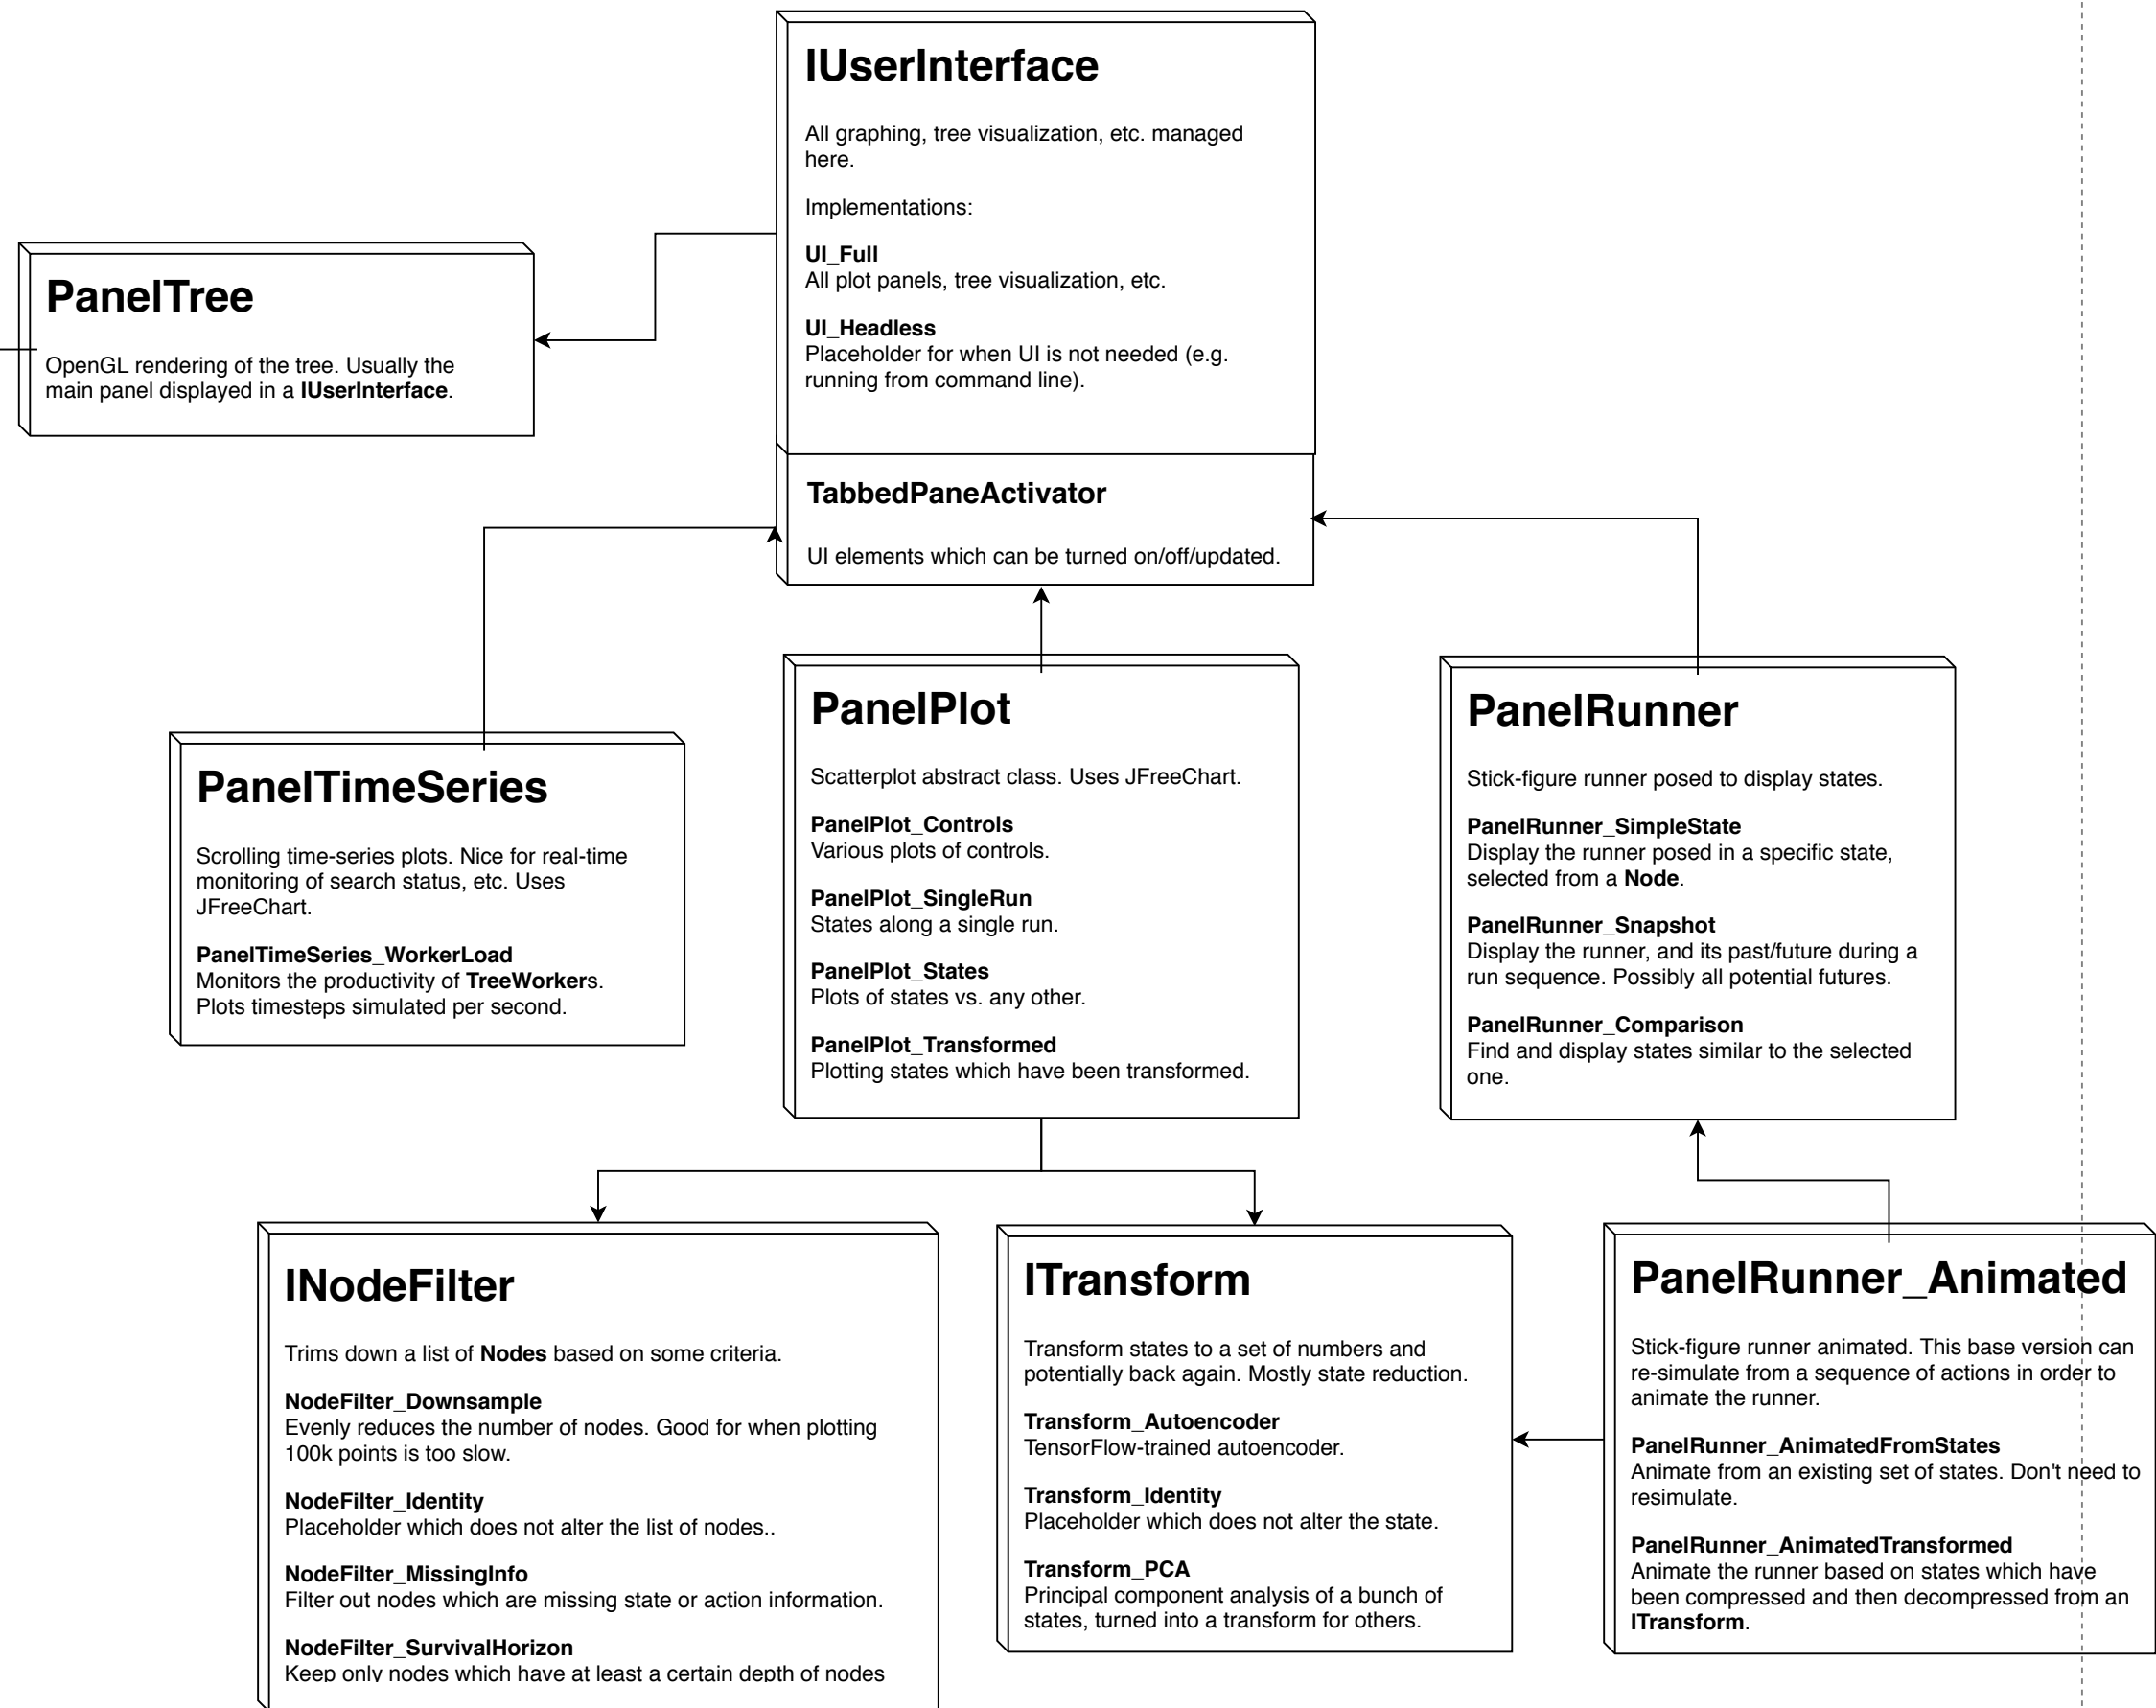 IUserInterface
All graphing, tree visualization, etc. managed
here.
Implementations:
UI_Full
All plot panels, tree visualization, etc.
UI_Headless
Placeholder for when UI is not needed (e.g.
running from command line).
TabbedPaneActivator
UI elements which can be turned on/off/updated.
PanelTree
OpenGL rendering of the tree. Usually the
main panel displayed in a IUserInterface.
PanelTimeSeries
Scrolling time-series plots. Nice for real-time
monitoring of search status, etc. Uses
JFreeChart.
PanelTimeSeries_WorkerLoad
Monitors the productivity of TreeWorkers.
Plots timesteps simulated per second.
PanelPlot
Scatterplot abstract class. Uses JFreeChart.
PanelPlot_Controls
Various plots of controls.
PanelPlot_SingleRun
States along a single run.
PanelPlot_States
Plots of states vs. any other.
PanelPlot_Transformed
Plotting states which have been transformed.
PanelRunner
Stick-figure runner posed to display states.
PanelRunner_SimpleState
Display the runner posed in a specific state,
selected from a Node.
PanelRunner_Snapshot
Display the runner, and its past/future during a
run sequence. Possibly all potential futures.
PanelRunner_Comparison
Find and display states similar to the selected
one.
INodeFilter
Trims down a list of Nodes based on some criteria.
NodeFilter_Downsample
Evenly reduces the number of nodes. Good for when plotting
100k points is too slow.
NodeFilter_Identity
Placeholder which does not alter the list of nodes..
NodeFilter_MissingInfo
Filter out nodes which are missing state or action information.
NodeFilter_SurvivalHorizon
Keep only nodes which have at least a certain depth of nodes
ITransform
Transform states to a set of numbers and
potentially back again. Mostly state reduction.
Transform_Autoencoder
TensorFlow-trained autoencoder.
Transform_Identity
Placeholder which does not alter the state.
Transform_PCA
Principal component analysis of a bunch of
states, turned into a transform for others.
PanelRunner_Animated
Stick-figure runner animated. This base version can
re-simulate from a sequence of actions in order to
animate the runner.
PanelRunner_AnimatedFromStates
Animate from an existing set of states. Don't need to
resimulate.
PanelRunner_AnimatedTransformed
Animate the runner based on states which have
been compressed and then decompressed from an
ITransform.